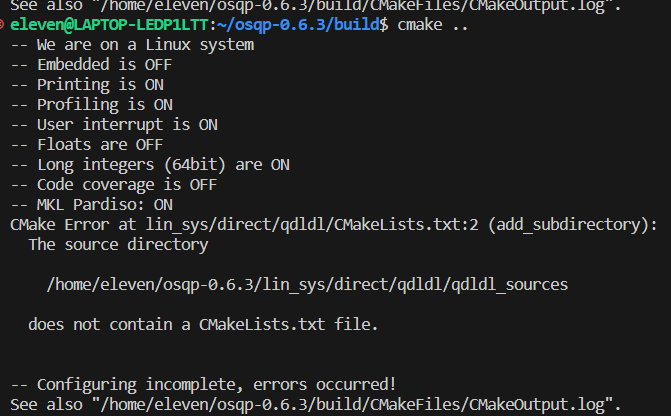 See also "/home/eleven/osqp-0.6.3/build/CMakeFiles/CMakeOutput.log".
eleven@LAPTOP-LEDP1LTT:~/osqp-0.6.3/build$ cmake ..
-- We are on a Linux system
-- Embedded is OFF
-- Printing is ON
-- Profiling is ON
-- User interrupt is ON
-- Floats are OFF
-- Long integers (64bit) are ON
-- Code coverage is OFF
-- MKL Pardiso: ON
CMake Error at lin_sys/direct/qdldl/CMakeLists.txt:2 (add_subdirectory):
  The source directory

    /home/eleven/osqp-0.6.3/lin_sys/direct/qdldl/qdldl_sources

  does not contain a CMakeLists.txt file.


-- Configuring incomplete, errors occurred!
See also "/home/eleven/osqp-0.6.3/build/CMakeFiles/CMakeOutput.log".